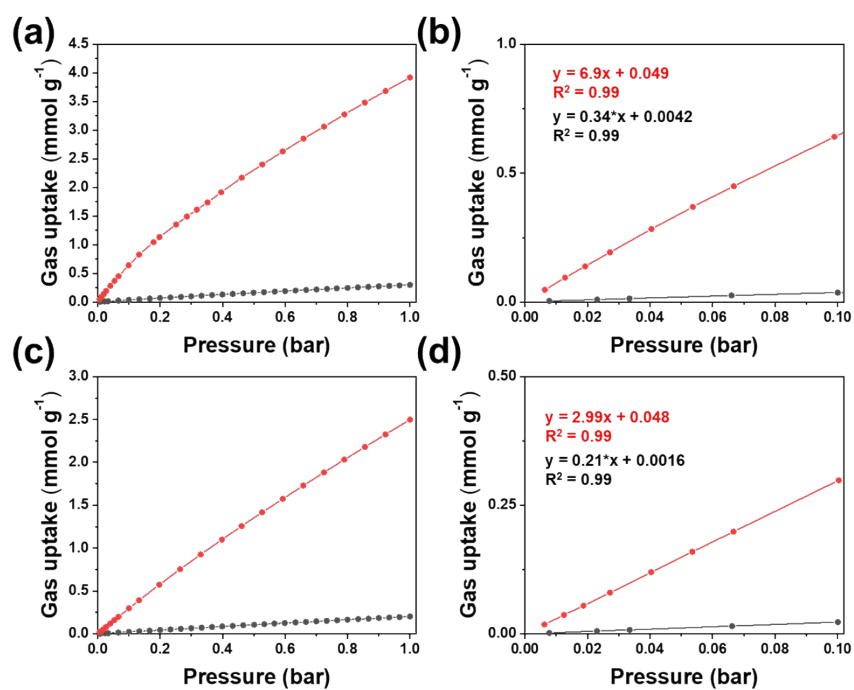 (a)
4.5
4.0
3.5
3.0
2.5
2.0
1.5
1.0
0.5
0.0
Gas uptake (mmol g⁻¹)
0.0 0.2 0.4 0.6 0.8 1.0
Pressure (bar)
(b)
1.0
0.5
0.0
Gas uptake (mmol g⁻¹)
y = 6.9x + 0.049
R² = 0.99
y = 0.34*x + 0.0042
R² = 0.99
0.00 0.02 0.04 0.06 0.08 0.10
Pressure (bar)
(c)
3.0
2.5
2.0
1.5
1.0
0.5
0.0
Gas uptake (mmol g⁻¹)
0.0 0.2 0.4 0.6 0.8 1.0
Pressure (bar)
(d)
0.50
0.25
0.00
Gas uptake (mmol g⁻¹)
y = 2.99x + 0.048
R² = 0.99
y = 0.21*x + 0.0016
R² = 0.99
0.00 0.02 0.04 0.06 0.08 0.10
Pressure (bar)